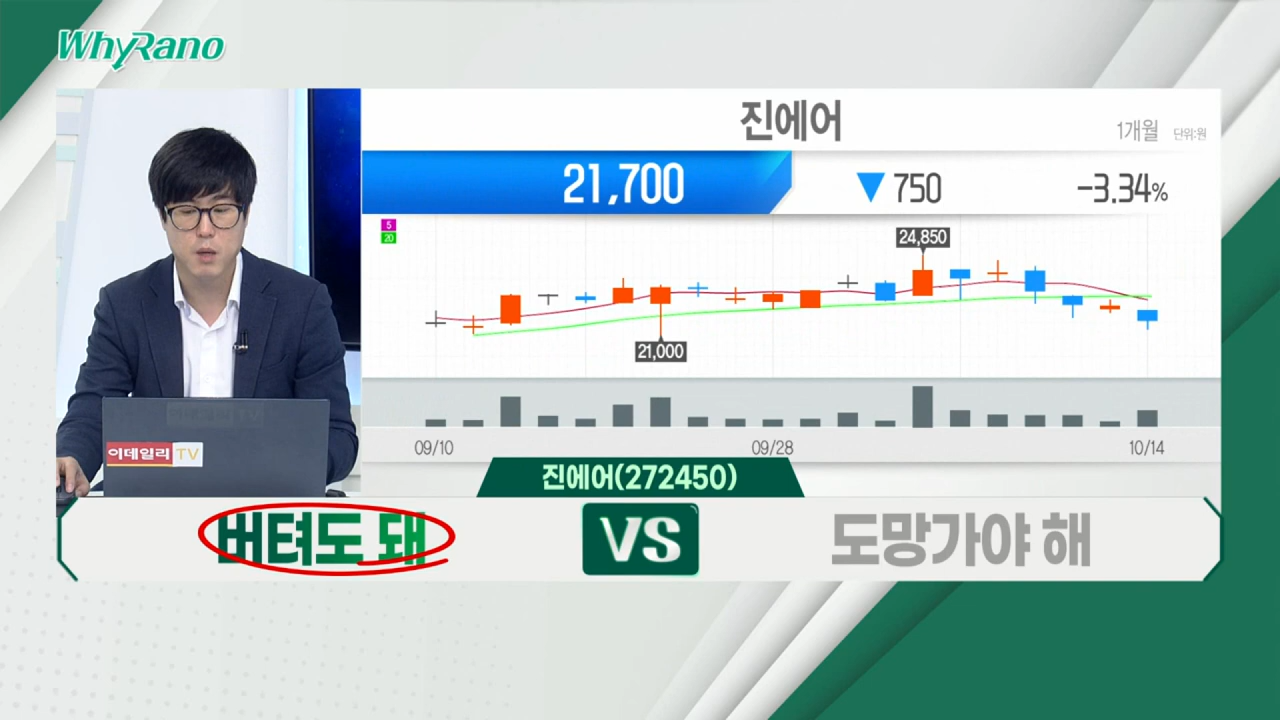 WhyRano
진에어
1개월 단위:원
21,700 ▼ 750 -3.34%
5
20
24,850
21,000
09/10 09/28 10/14
이데일리 TV
진에어(272450)
버텨도 돼 VS 도망가야 해